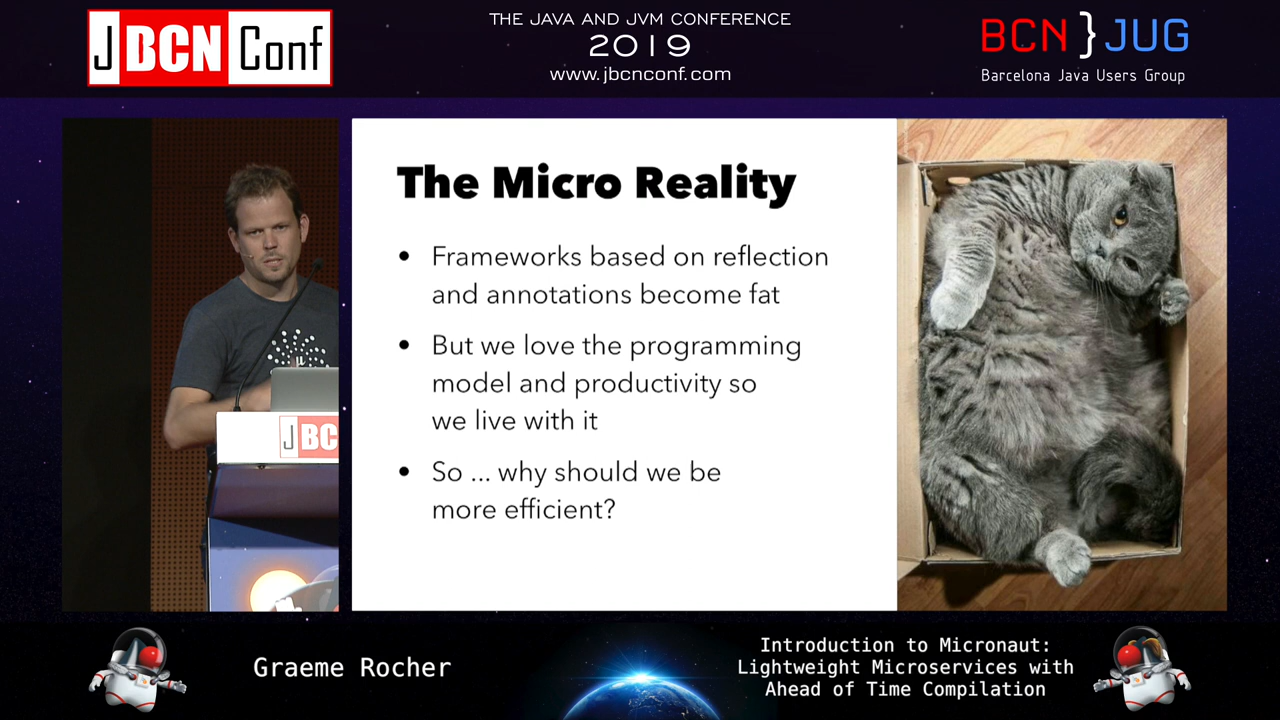 JBCNConf
THE JAVA AND JVM CONFERENCE
2019
www.jbcnconf.com
BCN}JUG
Barcelona Java Users Group
The Micro Reality
• Frameworks based on reflection
and annotations become fat
• But we love the programming
model and productivity so
we live with it
• So ... why should we be
more efficient?
JBC
Graeme Rocher
Introduction to Micronaut:
Lightweight Microservices with
Ahead of Time Compilation